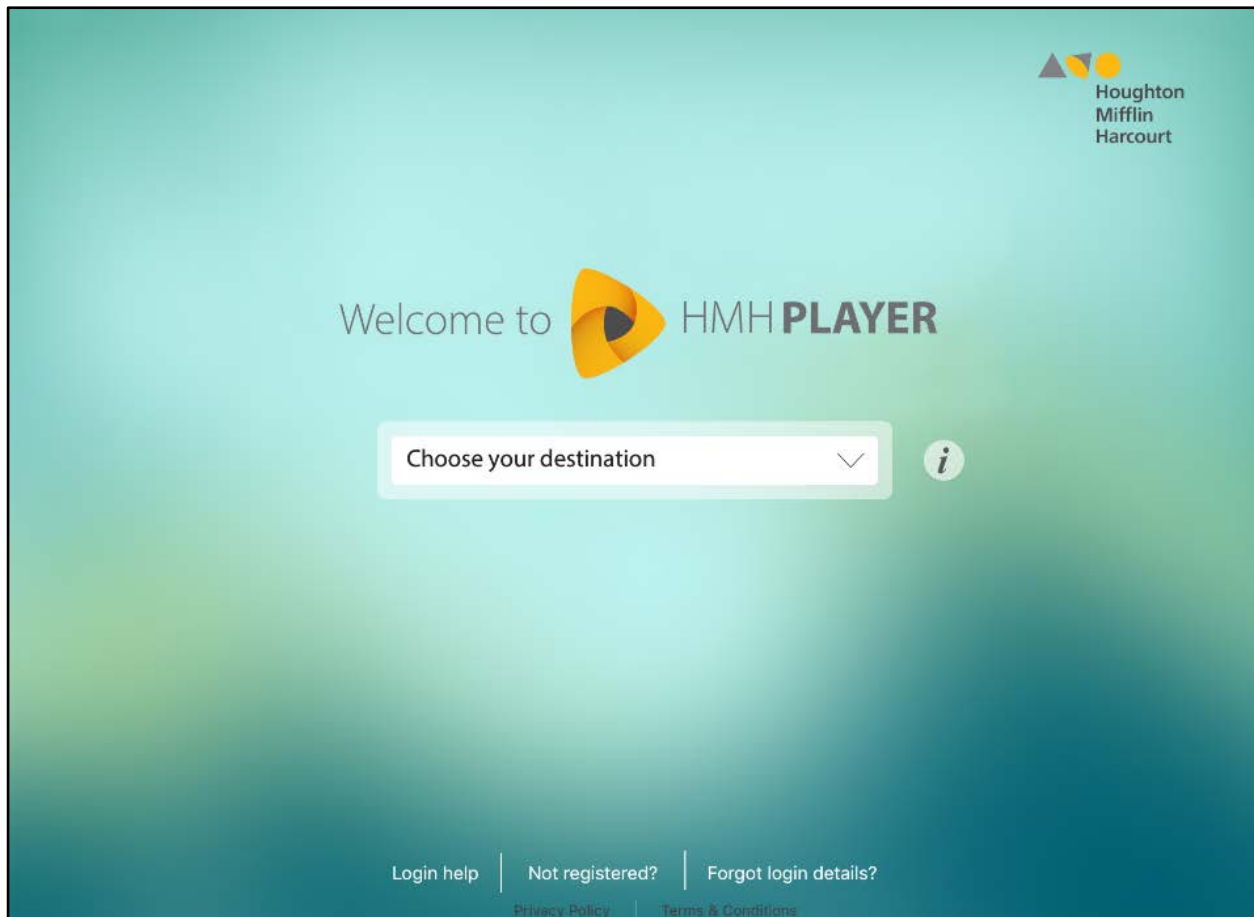 Houghton
Mifflin
Harcourt
Welcome to HMH PLAYER
Choose your destination
i
Login help Not registered? Forgot login details?
Privacy Policy Terms & Conditions